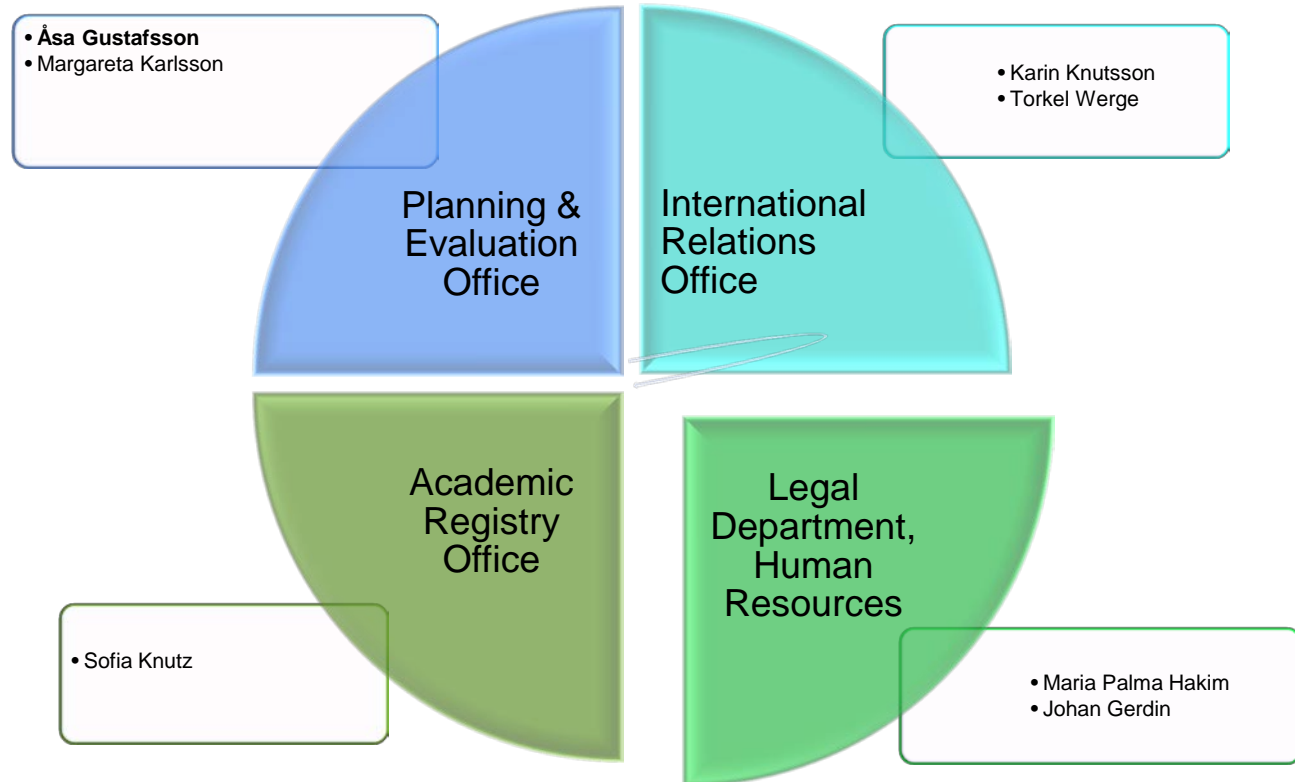 • Åsa Gustafsson
• Margareta Karlsson
• Karin Knutsson
• Torkel Werge
Planning &
Evaluation
Office
International
Relations
Office
Academic
Registry
Office
Legal
Department,
Human
Resources
• Sofia Knutz
• Maria Palma Hakim
• Johan Gerdin